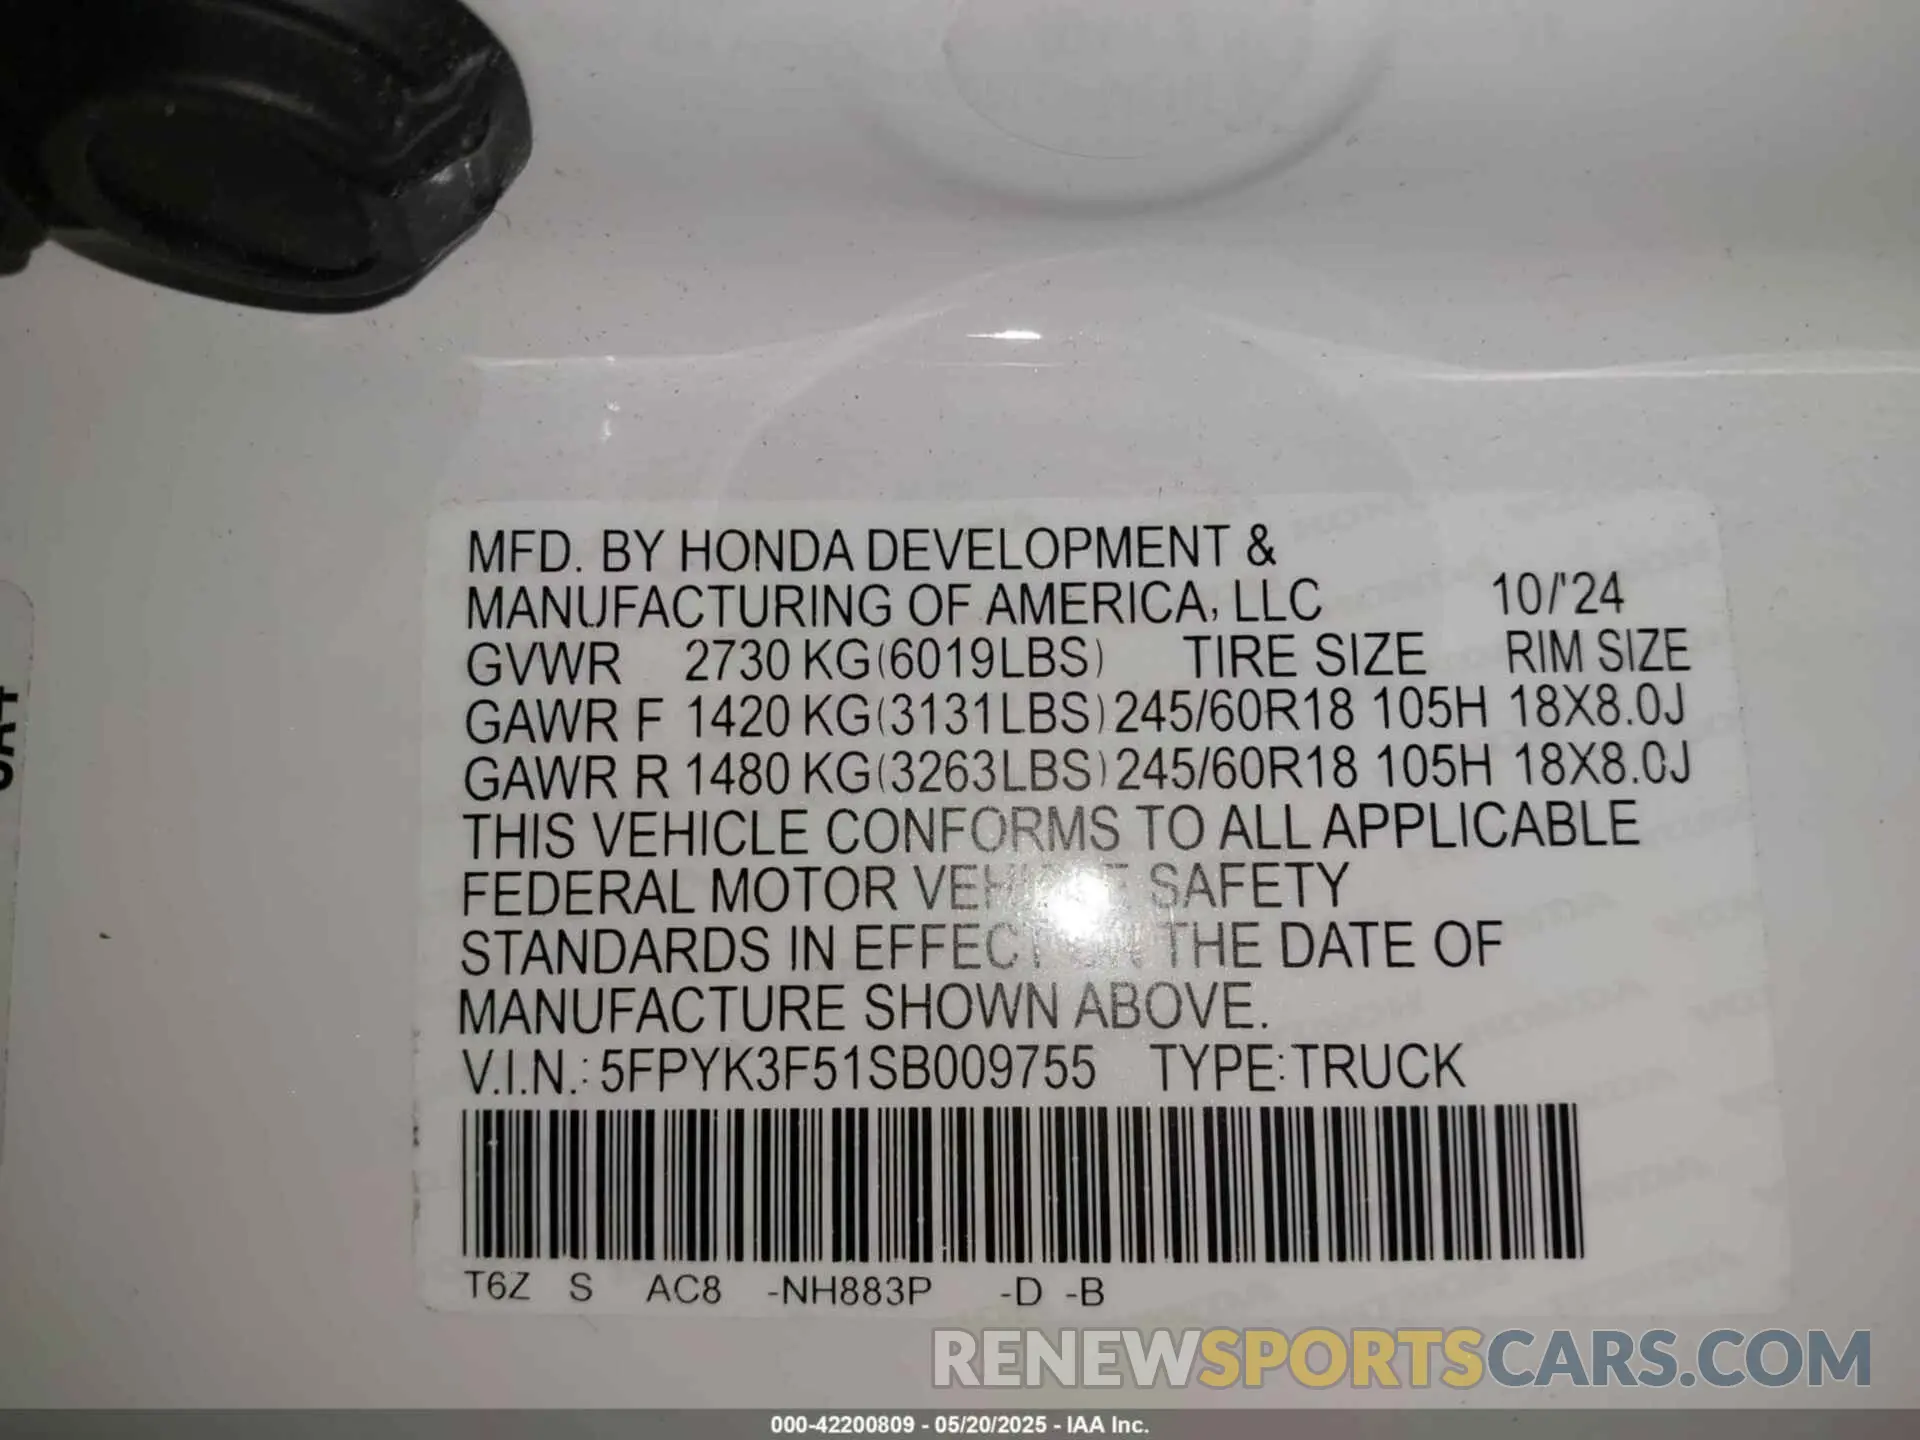 MFD. BY HONDA DEVELOPMENT &
MANUFACTURING OF AMERICA, LLC 10/'24
GVWR 2730 KG (6019LBS) TIRE SIZE RIM SIZE
GAWR F 1420 KG (3131LBS) 245/60R18 105H 18X8.0J
GAWR R 1480 KG (3263LBS) 245/60R18 105H 18X8.0J
THIS VEHICLE CONFORMS TO ALL APPLICABLE
FEDERAL MOTOR VEHICLE SAFETY
STANDARDS IN EFFECT ON THE DATE OF
MANUFACTURE SHOWN ABOVE.
V.I.N.: 5FPYK3F51SB009755 TYPE: TRUCK
T6Z S AC8 -NH883P -D -B
RENEWSPORTSCARS.COM
000-42200809 - 05/20/2025 - IAA Inc.